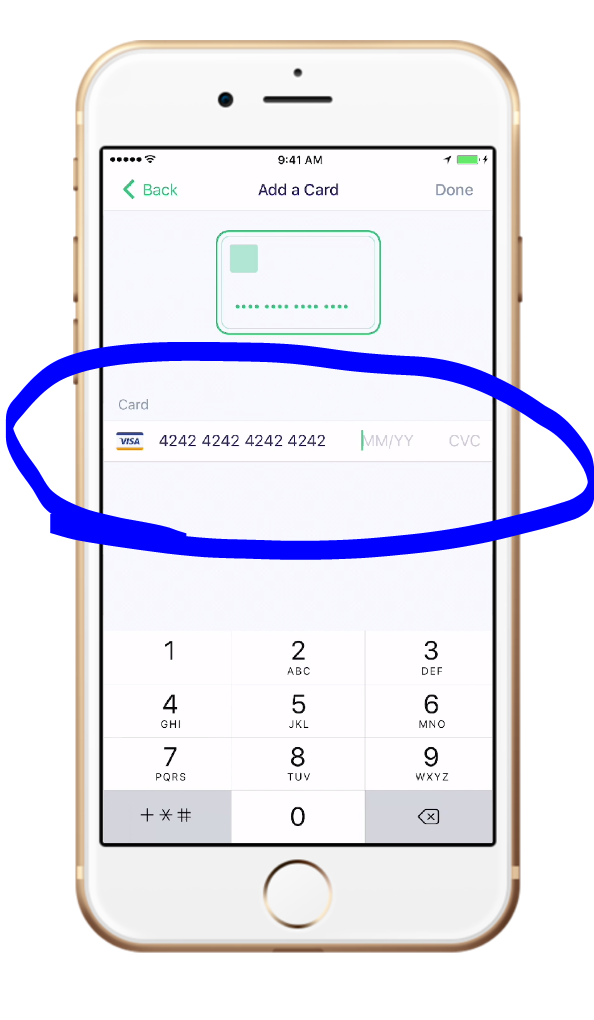 9:41 AM
Back Add a Card Done
Card
VISA 4242 4242 4242 4242 MM/YY CVC
1 2 3
ABC DEF
4 5 6
GHI JKL MNO
7 8 9
PQRS TUV WXYZ
+*# 0